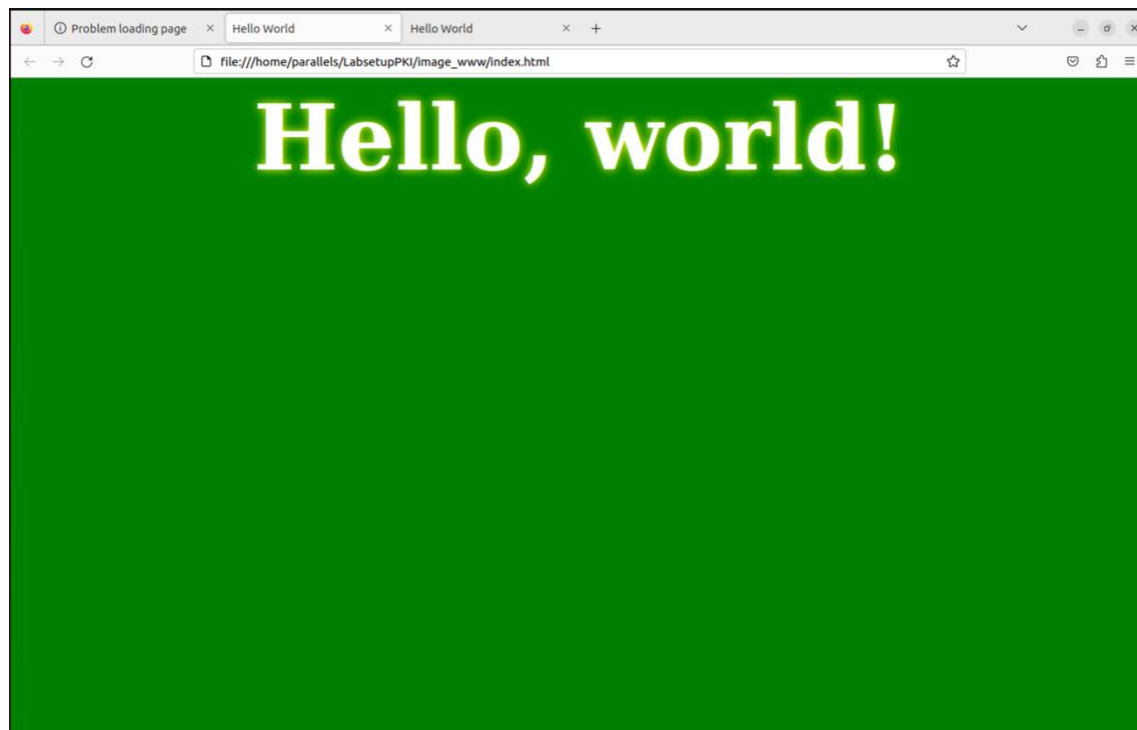 Problem loading page
Hello World
Hello World
file:///home/parallels/LabsetupPKI/image_www/index.html
Hello, world!